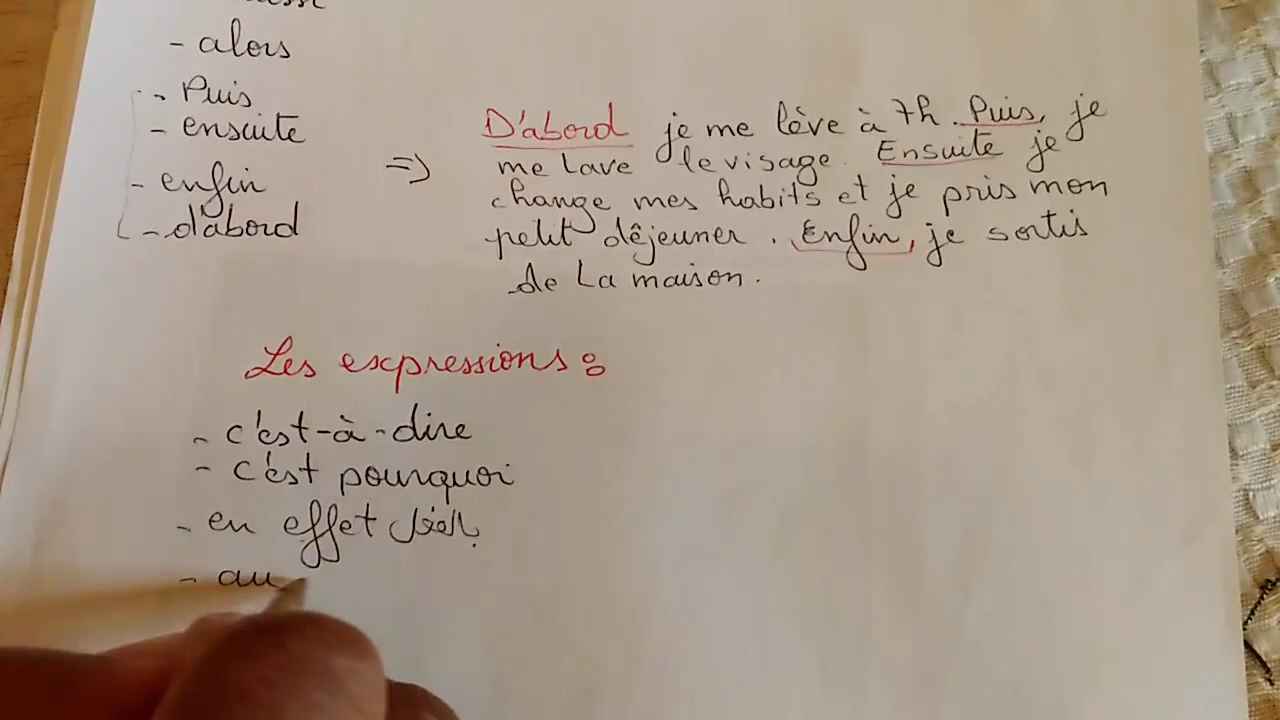 - alors
- Puis
- ensuite
- enfin
- d'abord
=> D'abord je me lève à 7h. Puis, je
me lave le visage. Ensuite je
change mes habits et je pris mon
petit déjeuner. Enfin, je sortis
de la maison.
Les expressions :
- c'est-à-dire
- c'est pourquoi
- en effet
- au